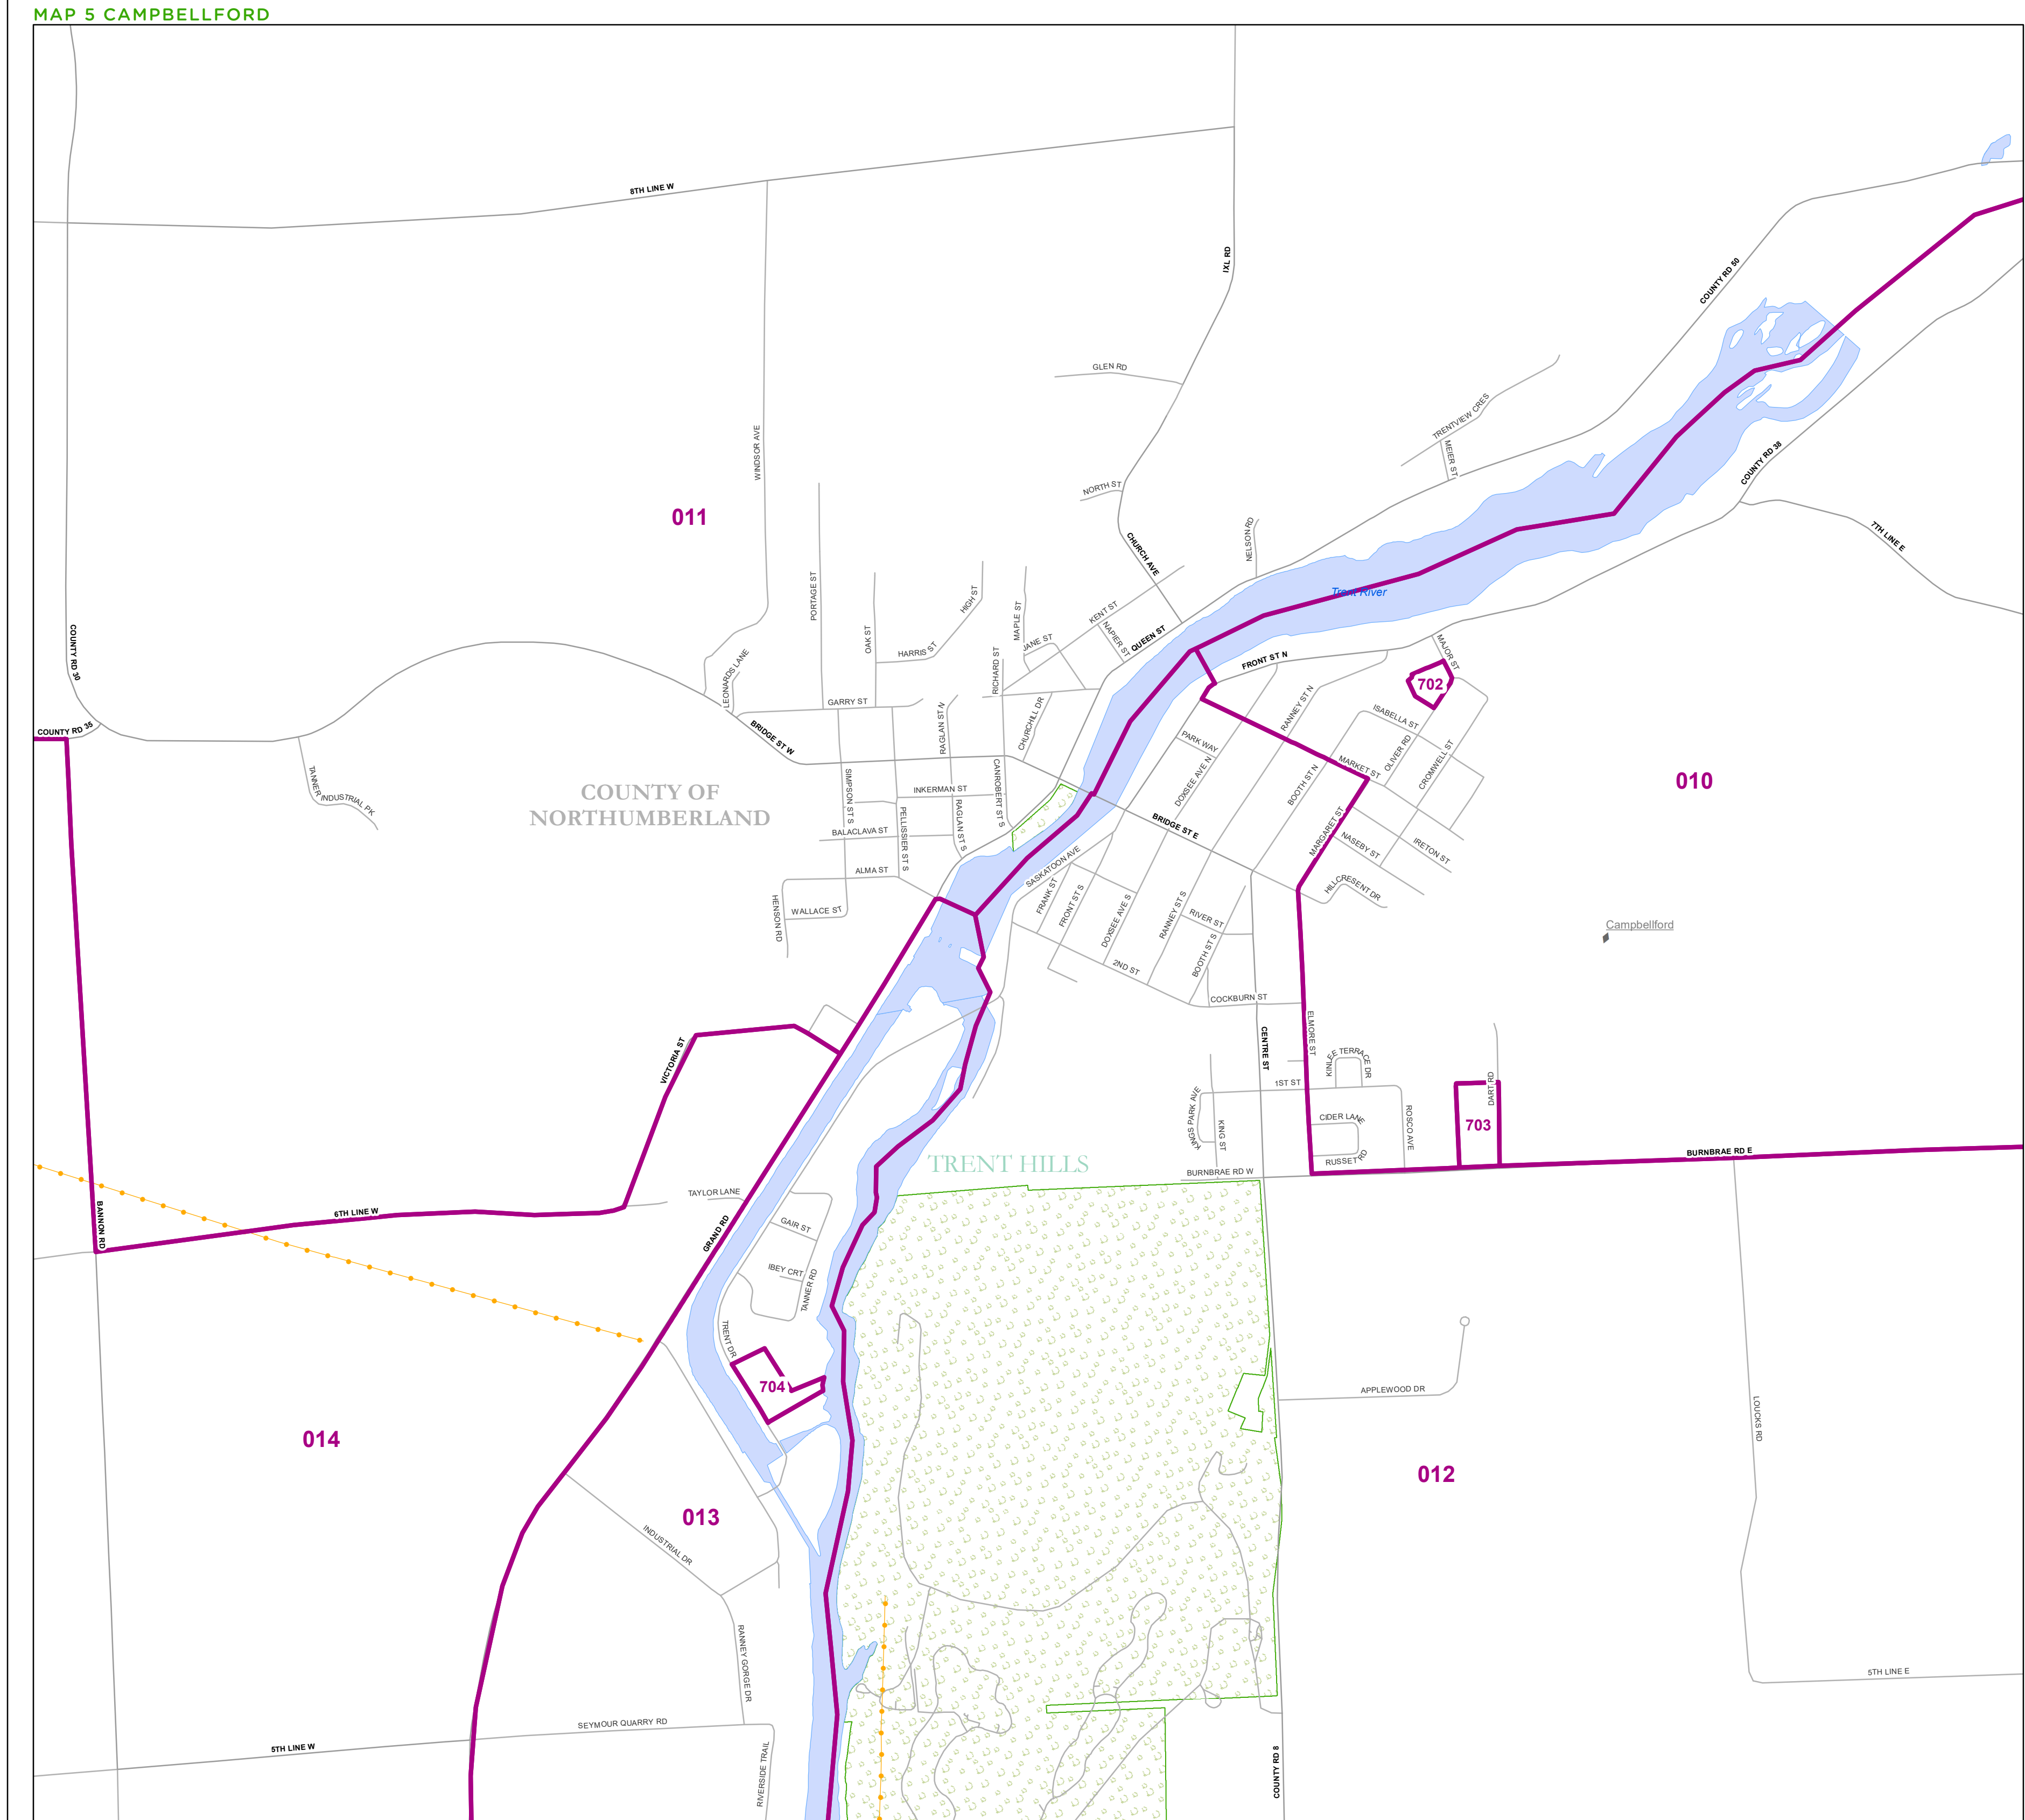 MAP 5 CAMPBELLFORD
8TH LINE W
IXL RD
COUNTY RD 50
GLEN RD
TRENTVIEW CRES
MEIER ST
WINDSOR AVE
COUNTY RD 38
NORTH ST
011
NELSON RD
7TH LINE E
CHURCH AVE
PORTAGE ST
HIGH ST
Trent River
MAPLE ST
KENT ST
OAK ST
HARRIS ST
JANE ST
NAPIER ST
QUEEN ST
COUNTY RD 30
MAJOR ST
FRONT ST N
LEONARDS LANE
RICHARD ST
702
GARRY ST
RANNEY ST N
ISABELLA ST
COUNTY RD 35
BRIDGE ST W
RAGLAN ST N
CHURCHILL DR
PARK WAY
OLIVER RD
CROMWELL ST
MARKET ST
TANNER
INDUSTRIAL PK
COUNTY OF
NORTHUMBERLAND
SIMPSON ST S
INKERMAN ST
CANROBERT ST S
DOXSEE AVE N
BOOTH ST N
010
BALACLAVA ST
PELLISSIER ST S
RAGLAN ST S
BRIDGE ST E
MARGARET ST
NASEBY ST
IRETON ST
ALMA ST
SASKATOON AVE
HILLCRESENT DR
HENSON RD
WALLACE ST
FRANK ST
FRONT ST S
DOXSEE AVE S
RANNEY ST S
RIVER ST
BOOTH ST S
Campbellford
2ND ST
COCKBURN ST
ELMORE ST
CENTRE ST
VICTORIA ST
KINLEE TERRACE DR
1ST ST
DART RD
KINGS PARK AVE
KING ST
CIDER LANE
ROSCO AVE
703
RUSSET RD
TRENT HILLS
BURNBRAE RD W
BURNBRAE RD E
TAYLOR LANE
BANNON RD
6TH LINE W
GRAND RD
GAIR ST
IBEY CRT
TANNER RD
TRENT DR
704
APPLEWOOD DR
LOUCKS RD
014
012
013
INDUSTRIAL DR
RANNEY GORGE DR
5TH LINE E
SEYMOUR QUARRY RD
5TH LINE W
RIVERSIDE TRAIL
COUNTY RD 8